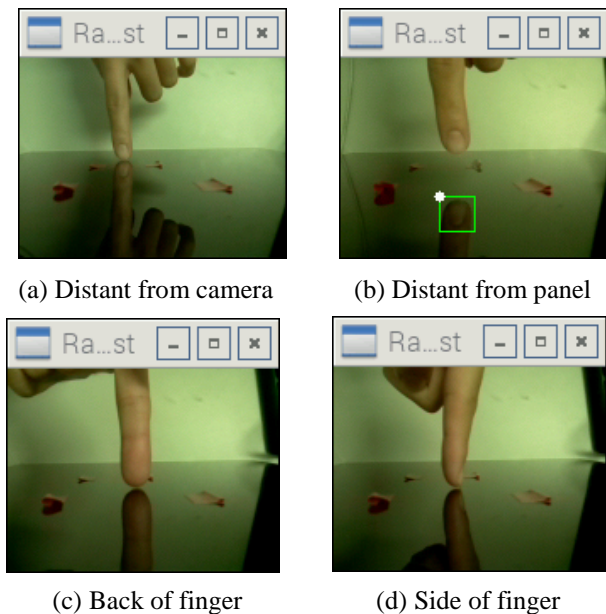 Ra...st
Ra...st
(a) Distant from camera
(b) Distant from panel
Ra...st
Ra...st
(c) Back of finger
(d) Side of finger